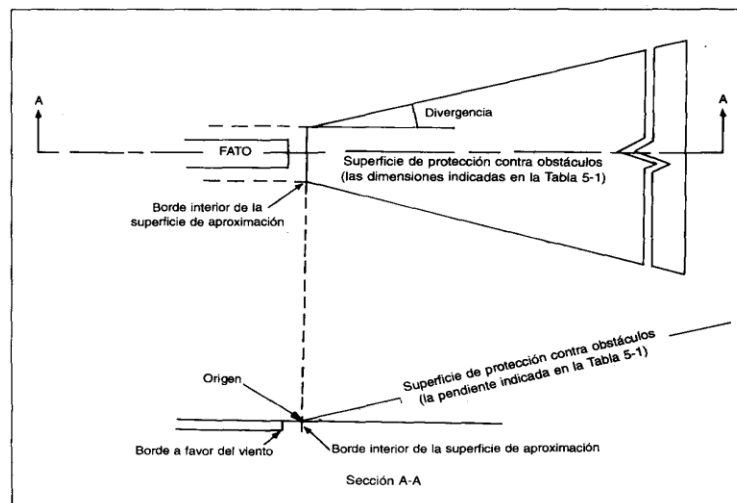 A
A
Divergencia
FATO
Superficie de protección contra obstáculos
(las dimensiones indicadas en la Tabla 5-1)
Borde interior de la
superficie de aproximación
Superficie de protección contra obstáculos
(la pendiente indicada en la Tabla 5-1)
Origen
Borde a favor del viento
Borde interior de la superficie de aproximación
Sección A-A